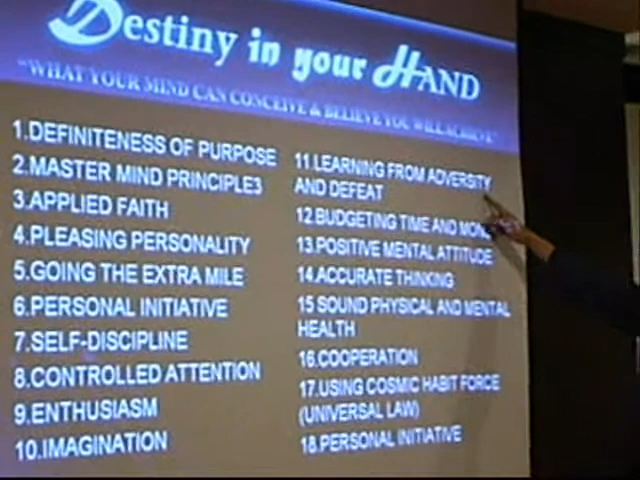 Destiny in your HAND
"WHAT YOUR MIND CAN CONCEIVE & BELIEVE YOU WILL ACHIEVE"
1.DEFINITENESS OF PURPOSE
2.MASTER MIND PRINCIPLE3
3.APPLIED FAITH
4.PLEASING PERSONALITY
5.GOING THE EXTRA MILE
6.PERSONAL INITIATIVE
7.SELF-DISCIPLINE
8.CONTROLLED ATTENTION
9.ENTHUSIASM
10.IMAGINATION
11.LEARNING FROM ADVERSITY
AND DEFEAT
12.BUDGETING TIME AND
13.POSITIVE MENTAL ATTITUDE
14.ACCURATE THINKING
15 SOUND PHYSICAL AND MENTAL
HEALTH
16.COOPERATION
17.USING COSMIC HABIT FORCE
(UNIVERSAL LAW)
18.PERSONAL INITIATIVE